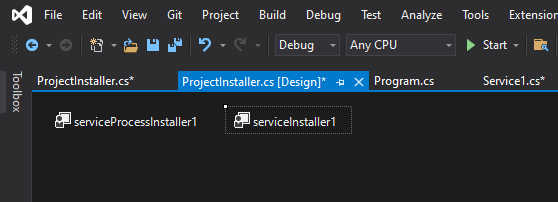 File Edit View Git Project Build Debug Test Analyze Tools Extension
Debug Any CPU Start
ProjectInstaller.cs* ProjectInstaller.cs [Design]* Program.cs Service1.cs*
Toolbox
serviceProcessInstaller1 serviceInstaller1